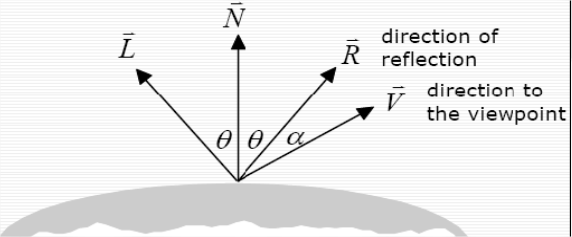 N⃗
L⃗
R⃗ direction of
reflection
V⃗ direction to
the viewpoint
θ θ α